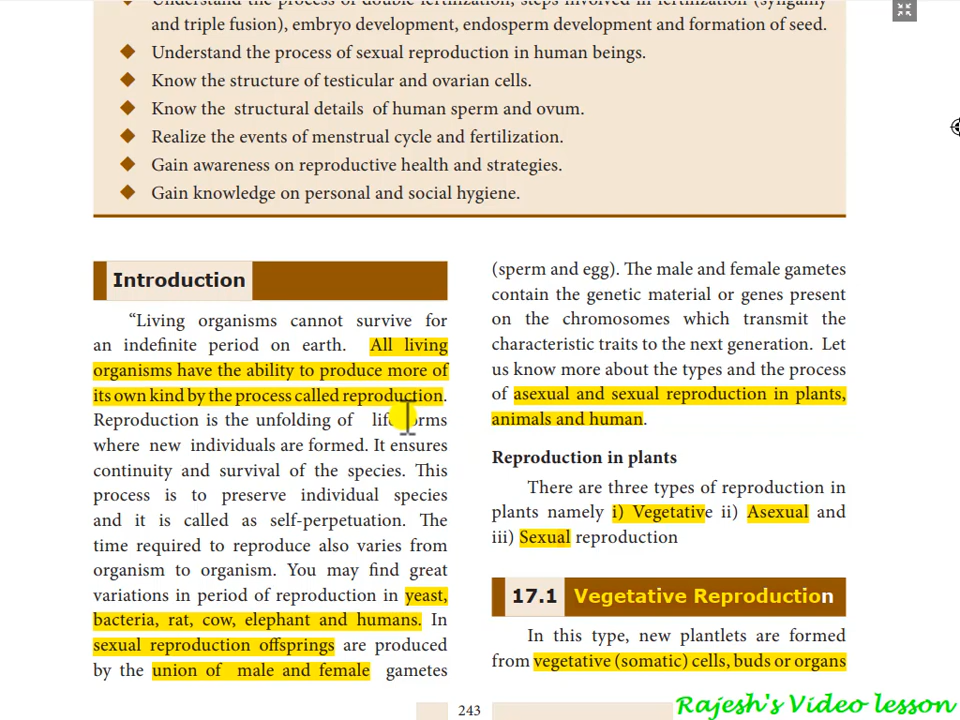 Understand the process of double fertilization, steps involved in fertilization (syngamy
and triple fusion), embryo development, endosperm development and formation of seed.
Understand the process of sexual reproduction in human beings.
Know the structure of testicular and ovarian cells.
Know the structural details of human sperm and ovum.
Realize the events of menstrual cycle and fertilization.
Gain awareness on reproductive health and strategies.
Gain knowledge on personal and social hygiene.
Introduction
“Living organisms cannot survive for
an indefinite period on earth. All living
organisms have the ability to produce more of
its own kind by the process called reproduction.
Reproduction is the unfolding of life forms
where new individuals are formed. It ensures
continuity and survival of the species. This
process is to preserve individual species
and it is called as self-perpetuation. The
time required to reproduce also varies from
organism to organism. You may find great
variations in period of reproduction in yeast,
bacteria, rat, cow, elephant and humans. In
sexual reproduction offsprings are produced
by the union of male and female gametes
(sperm and egg). The male and female gametes
contain the genetic material or genes present
on the chromosomes which transmit the
characteristic traits to the next generation. Let
us know more about the types and the process
of asexual and sexual reproduction in plants,
animals and human.
Reproduction in plants
There are three types of reproduction in
plants namely i) Vegetative ii) Asexual and
iii) Sexual reproduction
17.1 Vegetative Reproduction
In this type, new plantlets are formed
from vegetative (somatic) cells, buds or organs
243
Rajesh's Video lesson